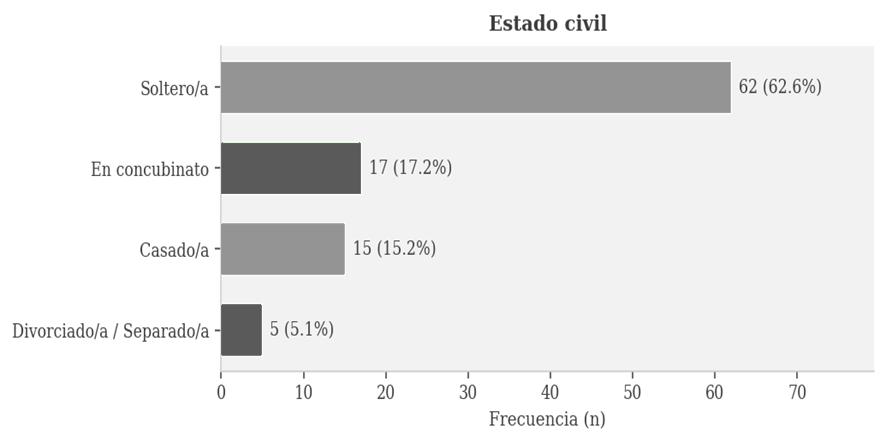 Estado civil
Soltero/a 62 (62.6%)
En concubinato 17 (17.2%)
Casado/a 15 (15.2%)
Divorciado/a / Separado/a 5 (5.1%)
0 10 20 30 40 50 60 70
Frecuencia (n)